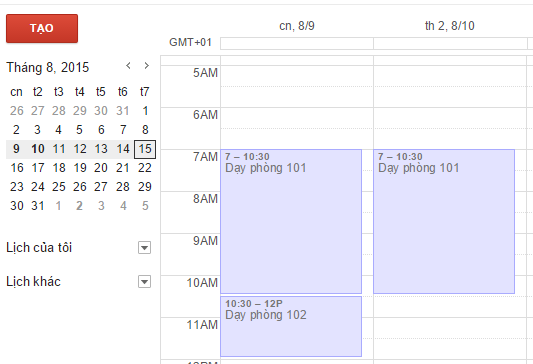 TẠO
Tháng 8, 2015
cn t2 t3 t4 t5 t6 t7
26 27 28 29 30 31 1
2 3 4 5 6 7 8
9 10 11 12 13 14 15
16 17 18 19 20 21 22
23 24 25 26 27 28 29
30 31 1 2 3 4 5
Lịch của tôi
Lịch khác
cn, 8/9 th 2, 8/10
GMT+01
5AM
6AM
7AM
7 – 10:30
Dạy phòng 101
7 – 10:30
Dạy phòng 101
8AM
9AM
10AM
10:30 – 12P
Dạy phòng 102
11AM